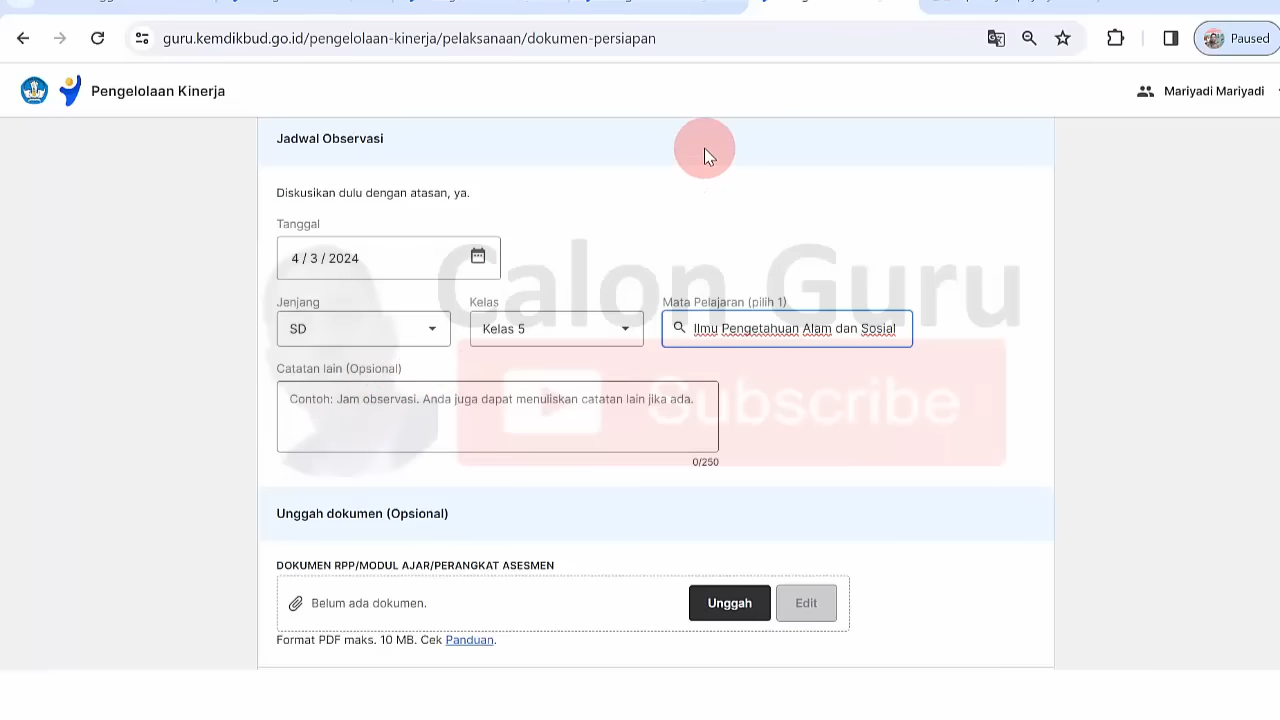 guru.kemdikbud.go.id/pengelolaan-kinerja/pelaksanaan/dokumen-persiapan
Paused
Pengelolaan Kinerja
Mariyadi Mariyadi
Jadwal Observasi
Diskusikan dulu dengan atasan, ya.
Tanggal
4 / 3 / 2024
Calon Guru
Jenjang
Kelas
Mata Pelajaran (pilih 1)
SD
Kelas 5
Ilmu Pengetahuan Alam dan Sosial
Catatan lain (Opsional)
Contoh: Jam observasi. Anda juga dapat menuliskan catatan lain jika ada.
Subscribe
0/250
Unggah dokumen (Opsional)
DOKUMEN RPP/MODUL AJAR/PERANGKAT ASESMEN
Belum ada dokumen.
Unggah
Edit
Format PDF maks. 10 MB. Cek Panduan.